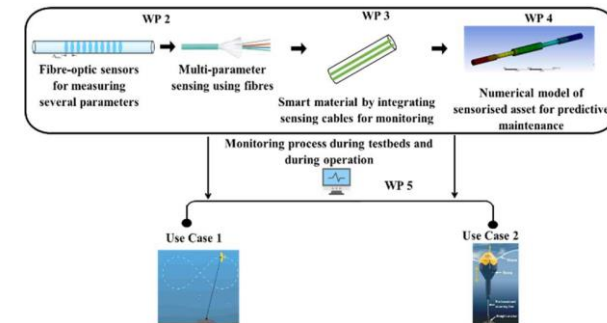 WP 2
WP 3
WP 4
Fibre-optic sensors
for measuring
several parameters
Multi-parameter
sensing using fibres
Smart material by integrating
sensing cables for monitoring
Numerical model of
sensorised asset for predictive
maintenance
Monitoring process during testbeds and
during operation
WP 5
Use Case 1
Use Case 2